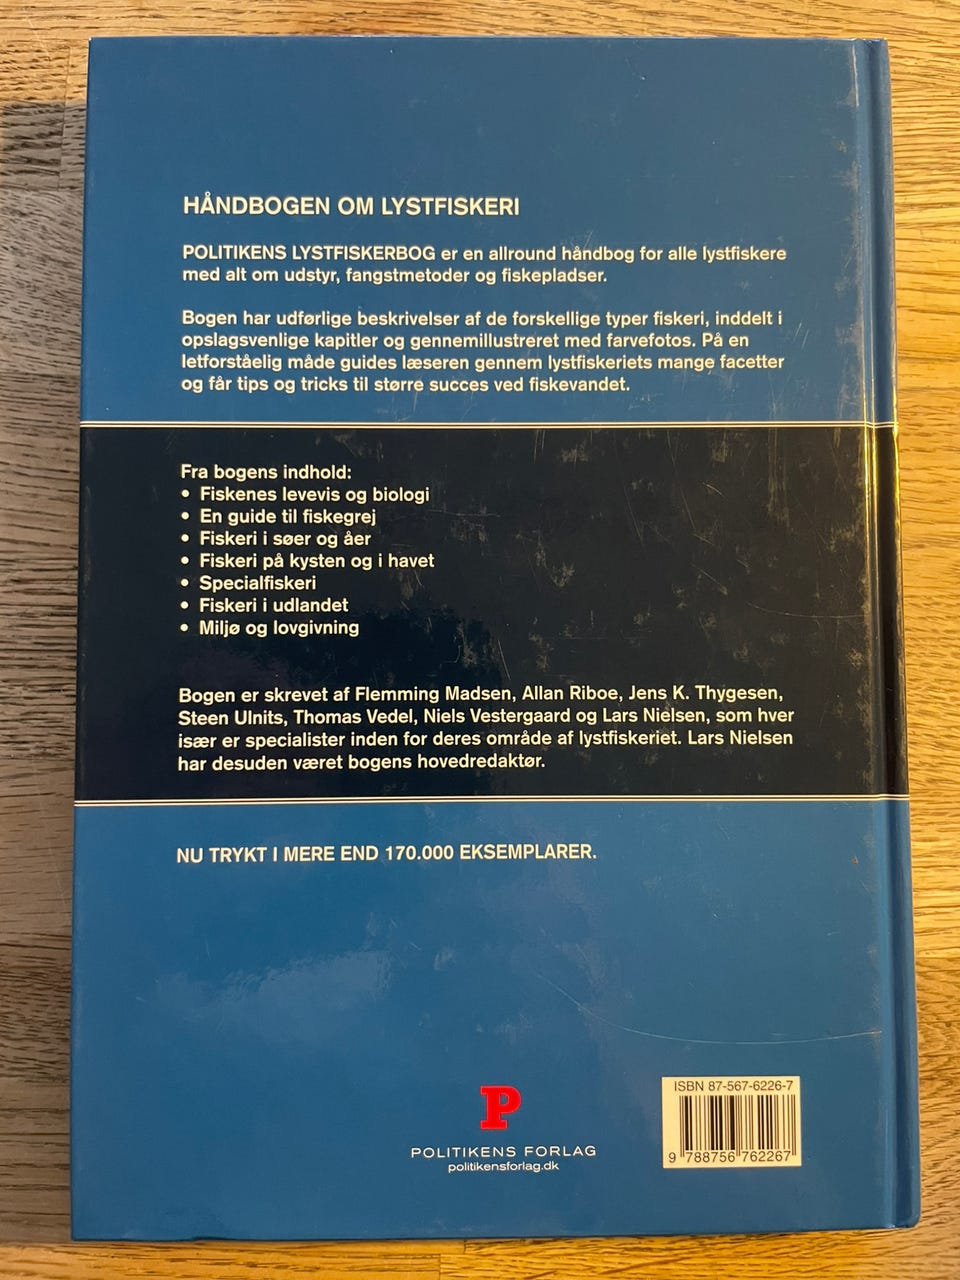 HÅNDBOGEN OM LYSTFISKERI
POLITIKENS LYSTFISKERBOG er en allround håndbog for alle lystfiskere
med alt om udstyr, fangstmetoder og fiskepladser.
Bogen har udførlige beskrivelser af de forskellige typer fiskeri, inddelt i
opslagsvenlige kapitler og gennemillustreret med farvefotos. På en
letforståelig måde guides læseren gennem lystfiskeriets mange facetter
og får tips og tricks til større succes ved fiskevandet.
Fra bogens indhold:
• Fiskenes levevis og biologi
• En guide til fiskegrej
• Fiskeri i søer og åer
• Fiskeri på kysten og i havet
• Specialfiskeri
• Fiskeri i udlandet
• Miljø og lovgivning
Bogen er skrevet af Flemming Madsen, Allan Riboe, Jens K. Thygesen,
Steen Ulnits, Thomas Vedel, Niels Vestergaard og Lars Nielsen, som hver
især er specialister inden for deres område af lystfiskeriet. Lars Nielsen
har desuden været bogens hovedredaktør.
NU TRYKT I MERE END 170.000 EKSEMPLARER.
P
POLITIKENS FORLAG
politikensforlag.dk
ISBN 87-567-6226-7
9 788756 762267